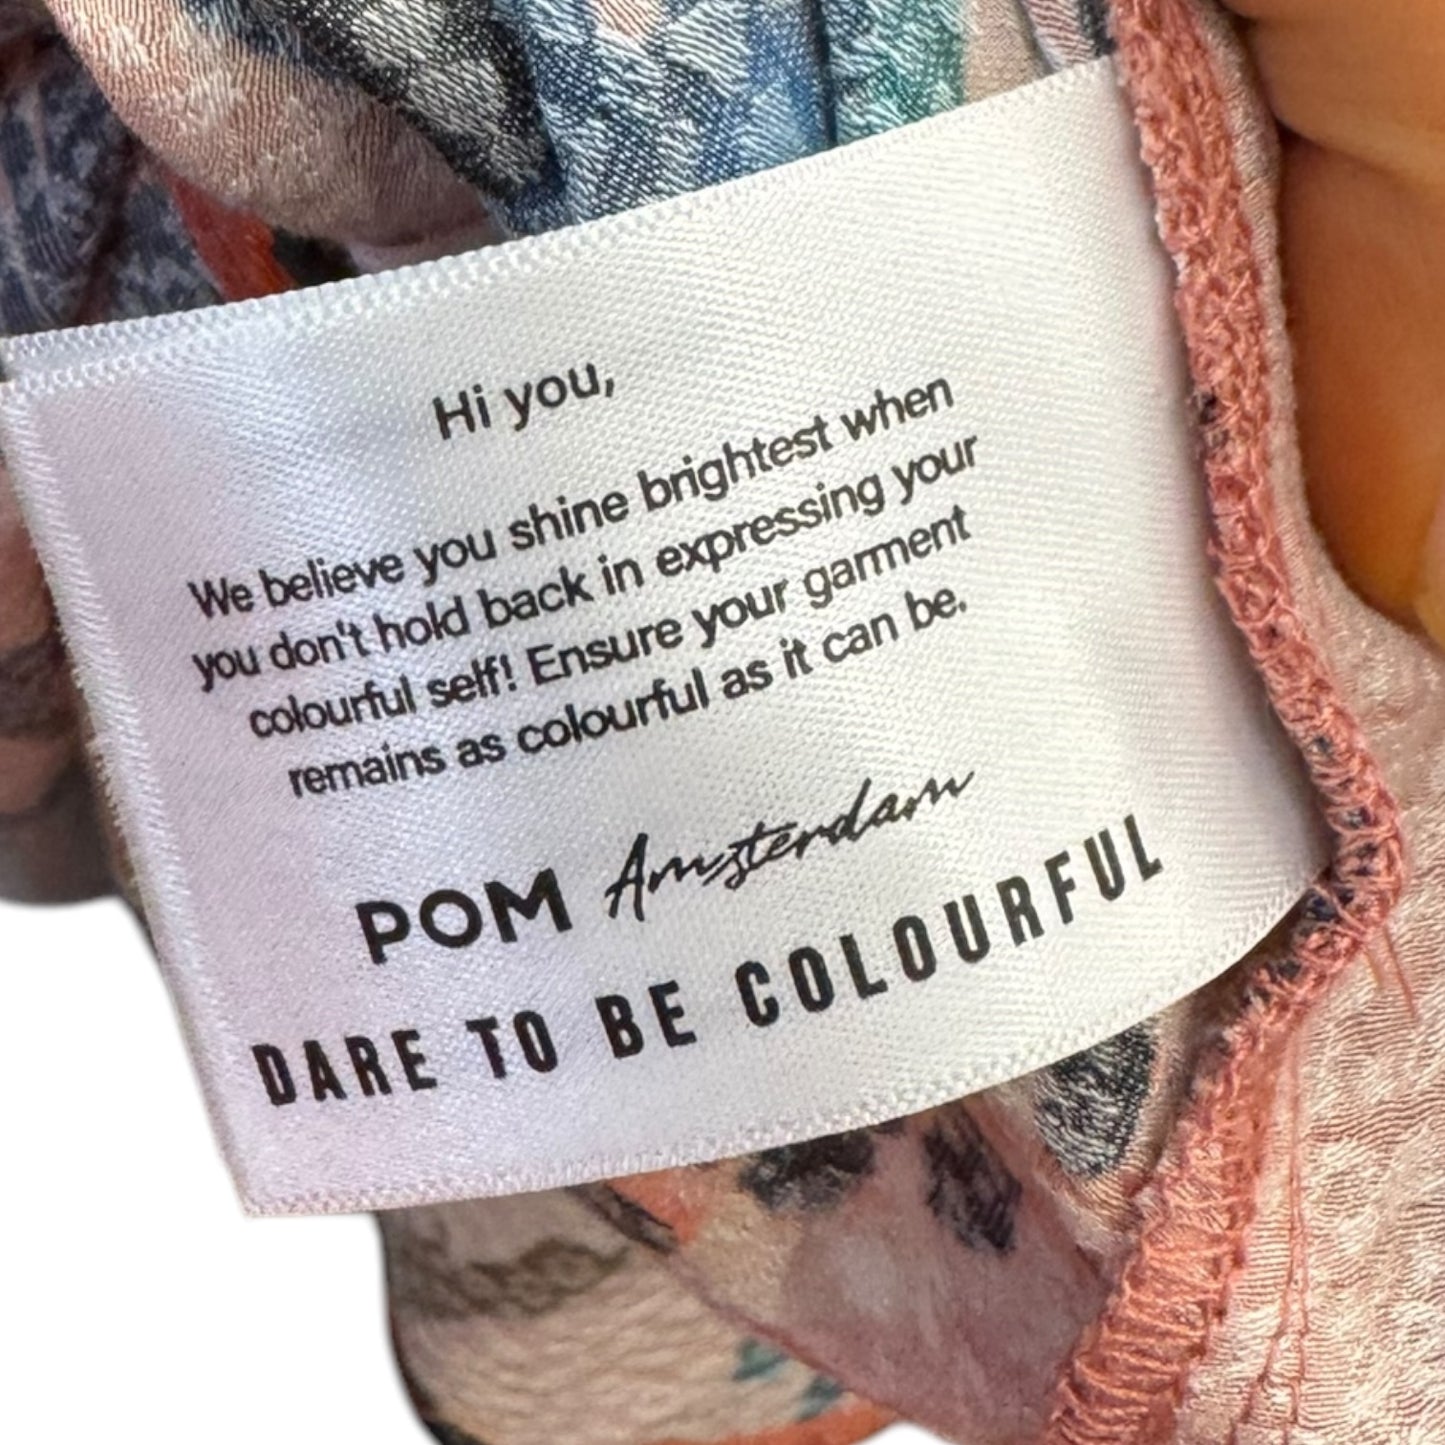 Hi you,
We believe you shine brightest when
you don't hold back in expressing your
colourful self! Ensure your garment
remains as colourful as it can be.
POM Amsterdam
DARE TO BE COLOURFUL